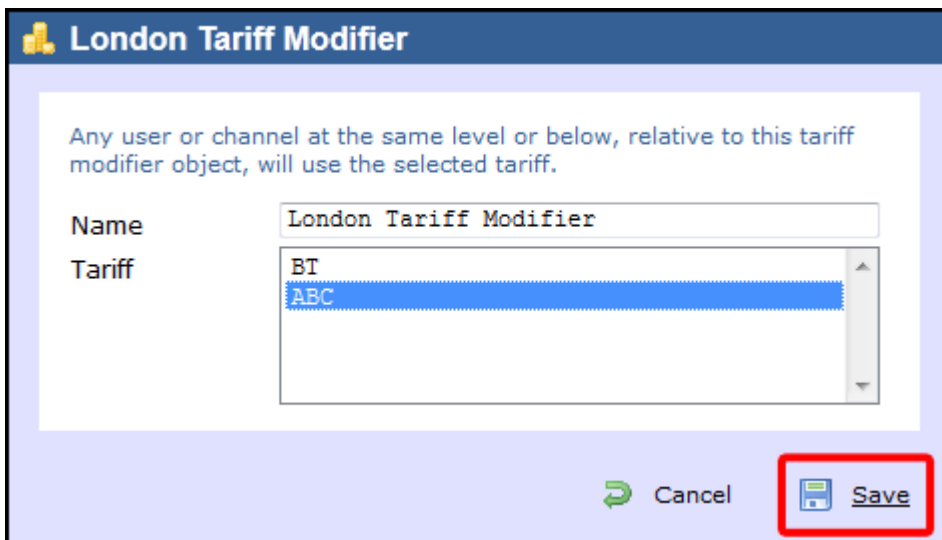 London Tariff Modifier
Any user or channel at the same level or below, relative to this tariff
modifier object, will use the selected tariff.
Name London Tariff Modifier
Tariff BT
ABC
Cancel Save